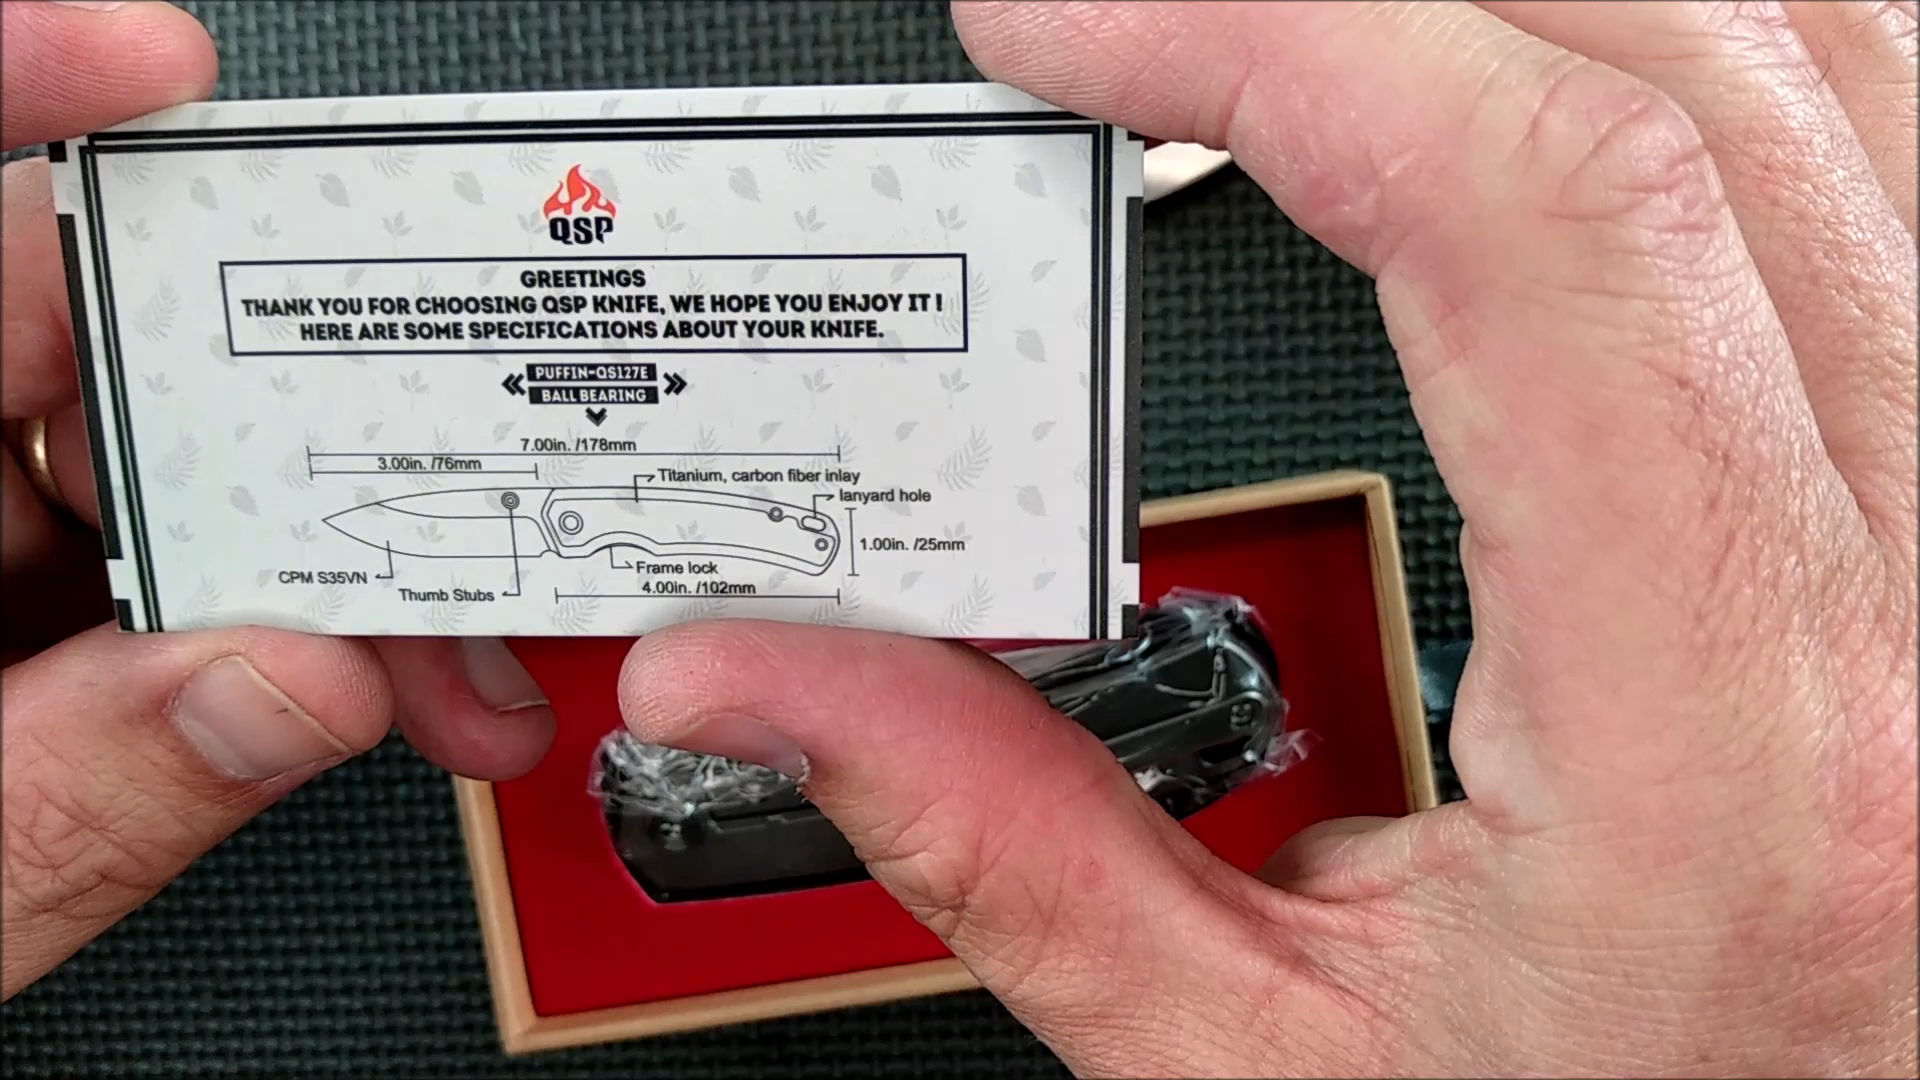 QSP
GREETINGS
THANK YOU FOR CHOOSING QSP KNIFE, WE HOPE YOU ENJOY IT !
HERE ARE SOME SPECIFICATIONS ABOUT YOUR KNIFE.
PUFFIN-QS127E
BALL BEARING
7.00in. /178mm
3.00in. /76mm
Titanium, carbon fiber inlay
lanyard hole
1.00in. /25mm
Frame lock
CPM S35VN
4.00in. /102mm
Thumb Stubs